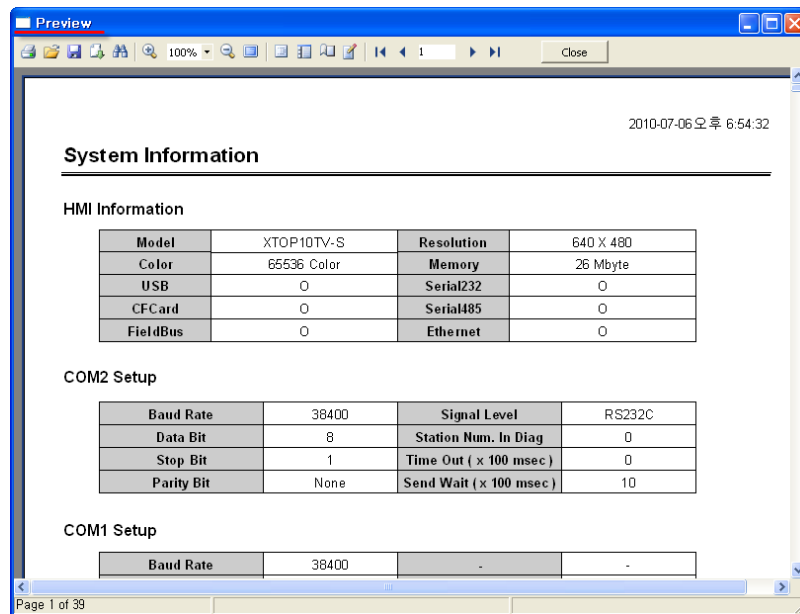 Preview
100% 1 Close
2010-07-06오후 6:54:32
System Information
HMI Information
Model XTOP10TV-S Resolution 640 X 480
Color 65536 Color Memory 26 Mbyte
USB O Serial232 O
CFCard O Serial485 O
FieldBus O Ethernet O
COM2 Setup
Baud Rate 38400 Signal Level RS232C
Data Bit 8 Station Num. In Diag 0
Stop Bit 1 Time Out ( x 100 msec ) 0
Parity Bit None Send Wait ( x 100 msec ) 10
COM1 Setup
Baud Rate 38400 - -
Page 1 of 39